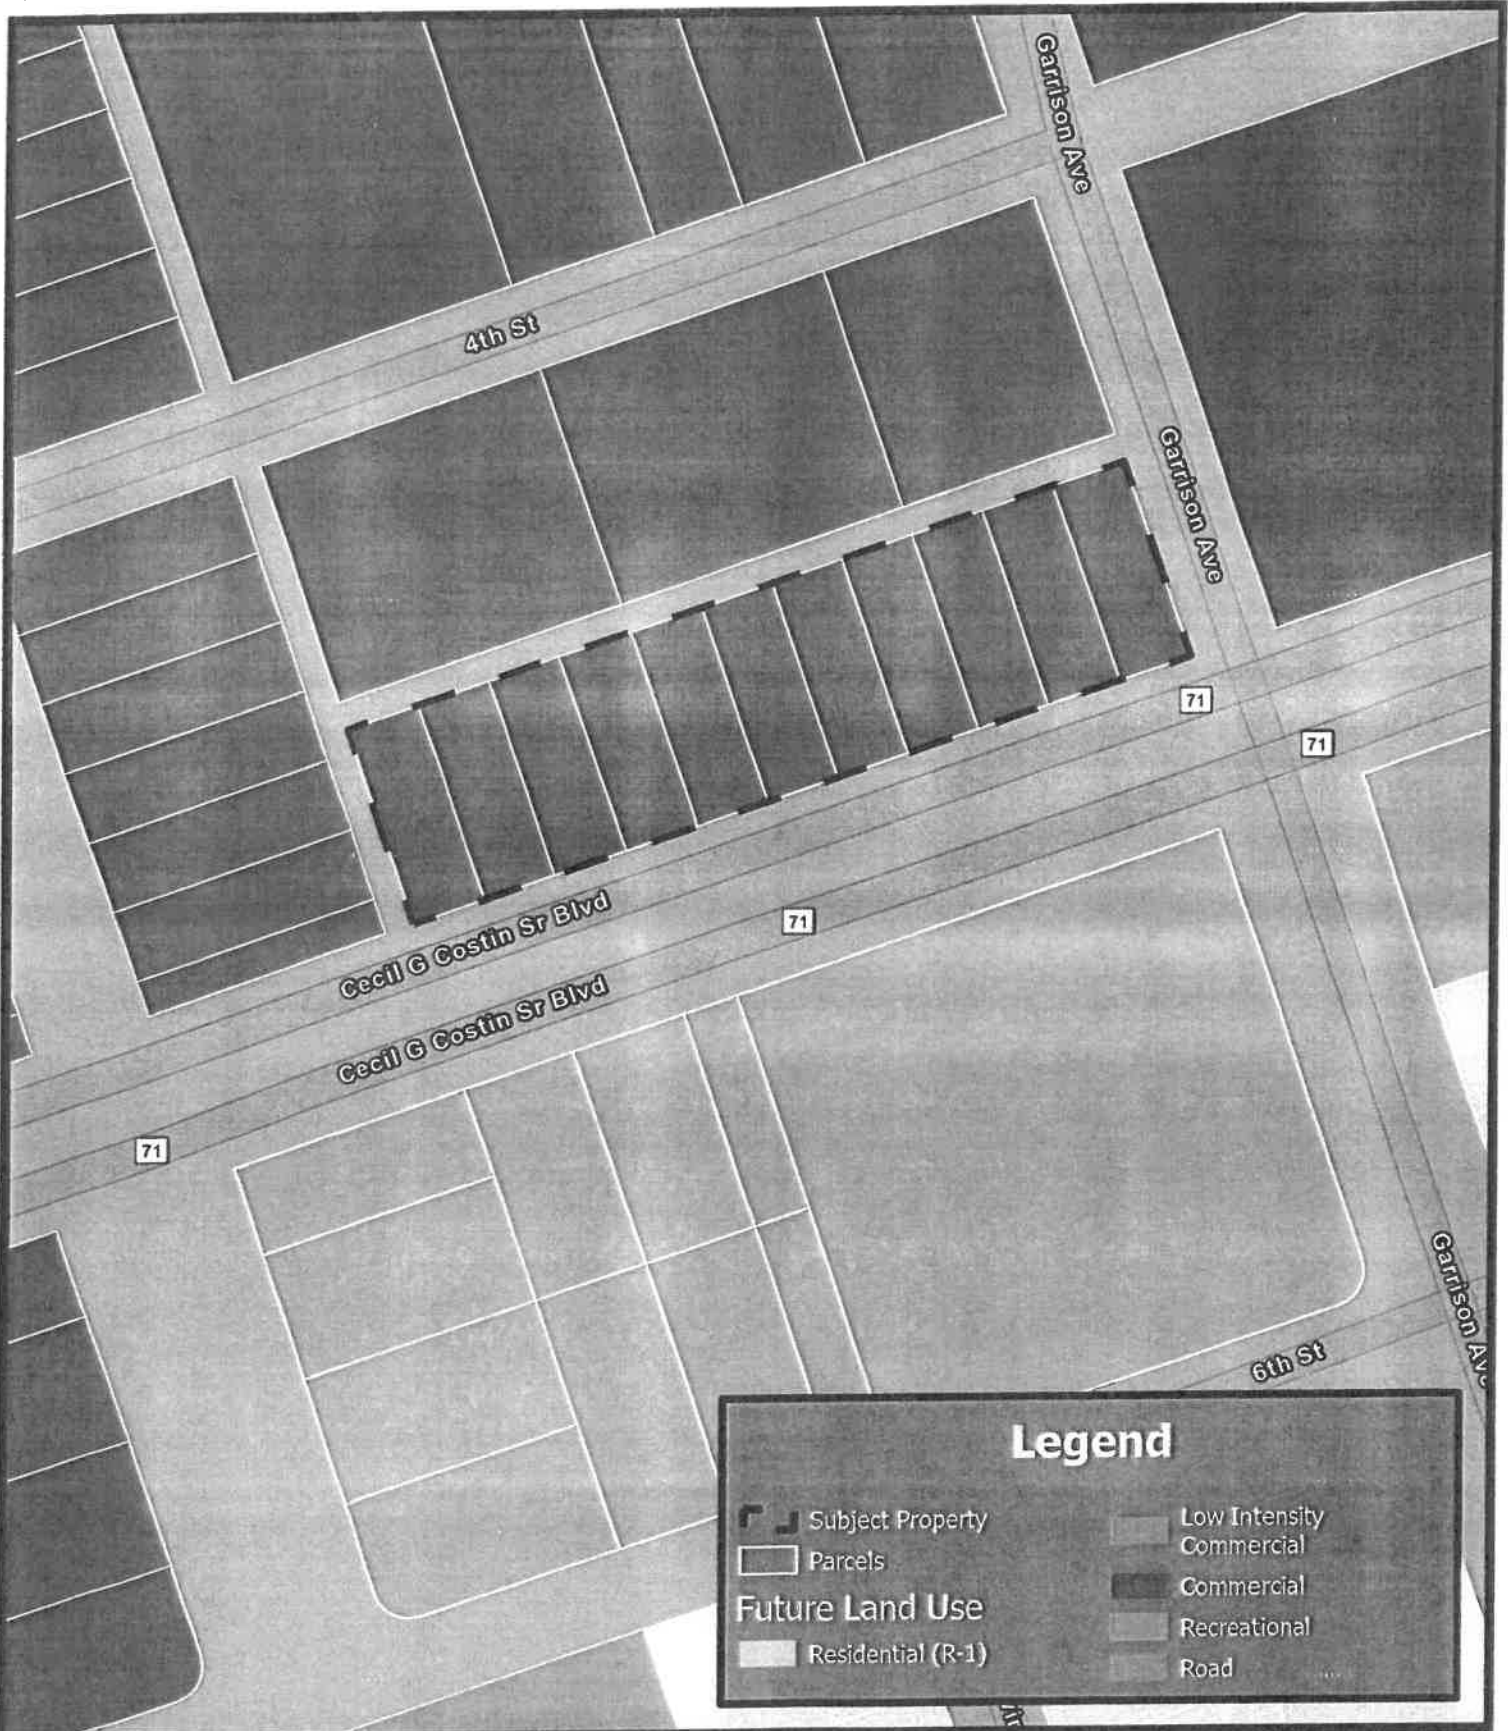 Garrison Ave
4th St
Garrison Ave
71
71
Cecil G Costin Sr Blvd
71
Cecil G Costin Sr Blvd
71
Garrison Ave
6th St
Legend
Subject Property
Parcels
Future Land Use
Residential (R-1)
Low Intensity
Commercial
Commercial
Recreational
Road